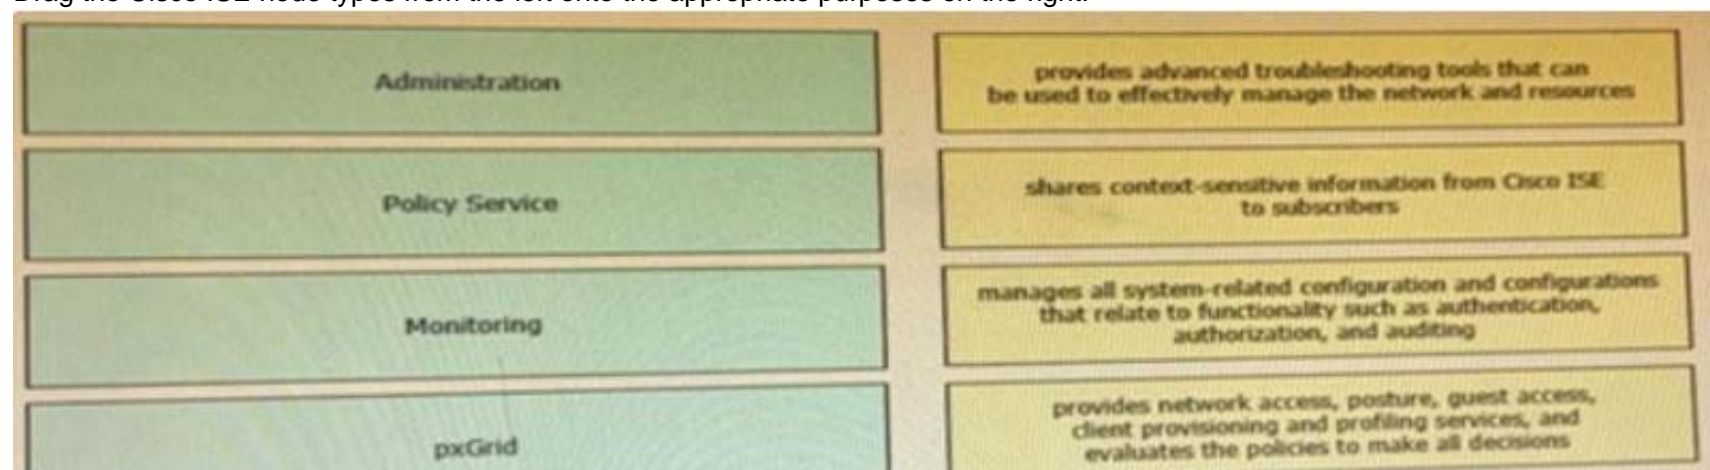 Drag the Cisco ISE node types from the left onto the appropriate purposes on the right.
Administration
provides advanced troubleshooting tools that can
be used to effectively manage the network and resources
Policy Service
shares context-sensitive information from Cisco ISE
to subscribers
Monitoring
manages all system-related configuration and configurations
that relate to functionality such as authentication,
authorization, and auditing
pxGrid
provides network access, posture, guest access,
client provisioning and profiling services, and
evaluates the policies to make all decisions